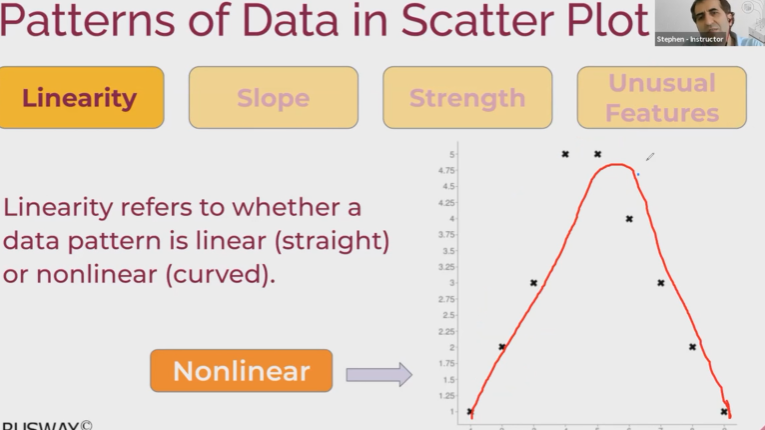 Patterns of Data in Scatter Plot
Stephen - Instructor
Linearity
Slope
Strength
Unusual
Features
Linearity refers to whether a
data pattern is linear (straight)
or nonlinear (curved).
Nonlinear
5
4.75
4.5
4.25
4
3.75
3.5
3.25
3
2.75
2.5
2.25
2
1.75
1.5
1.25
1